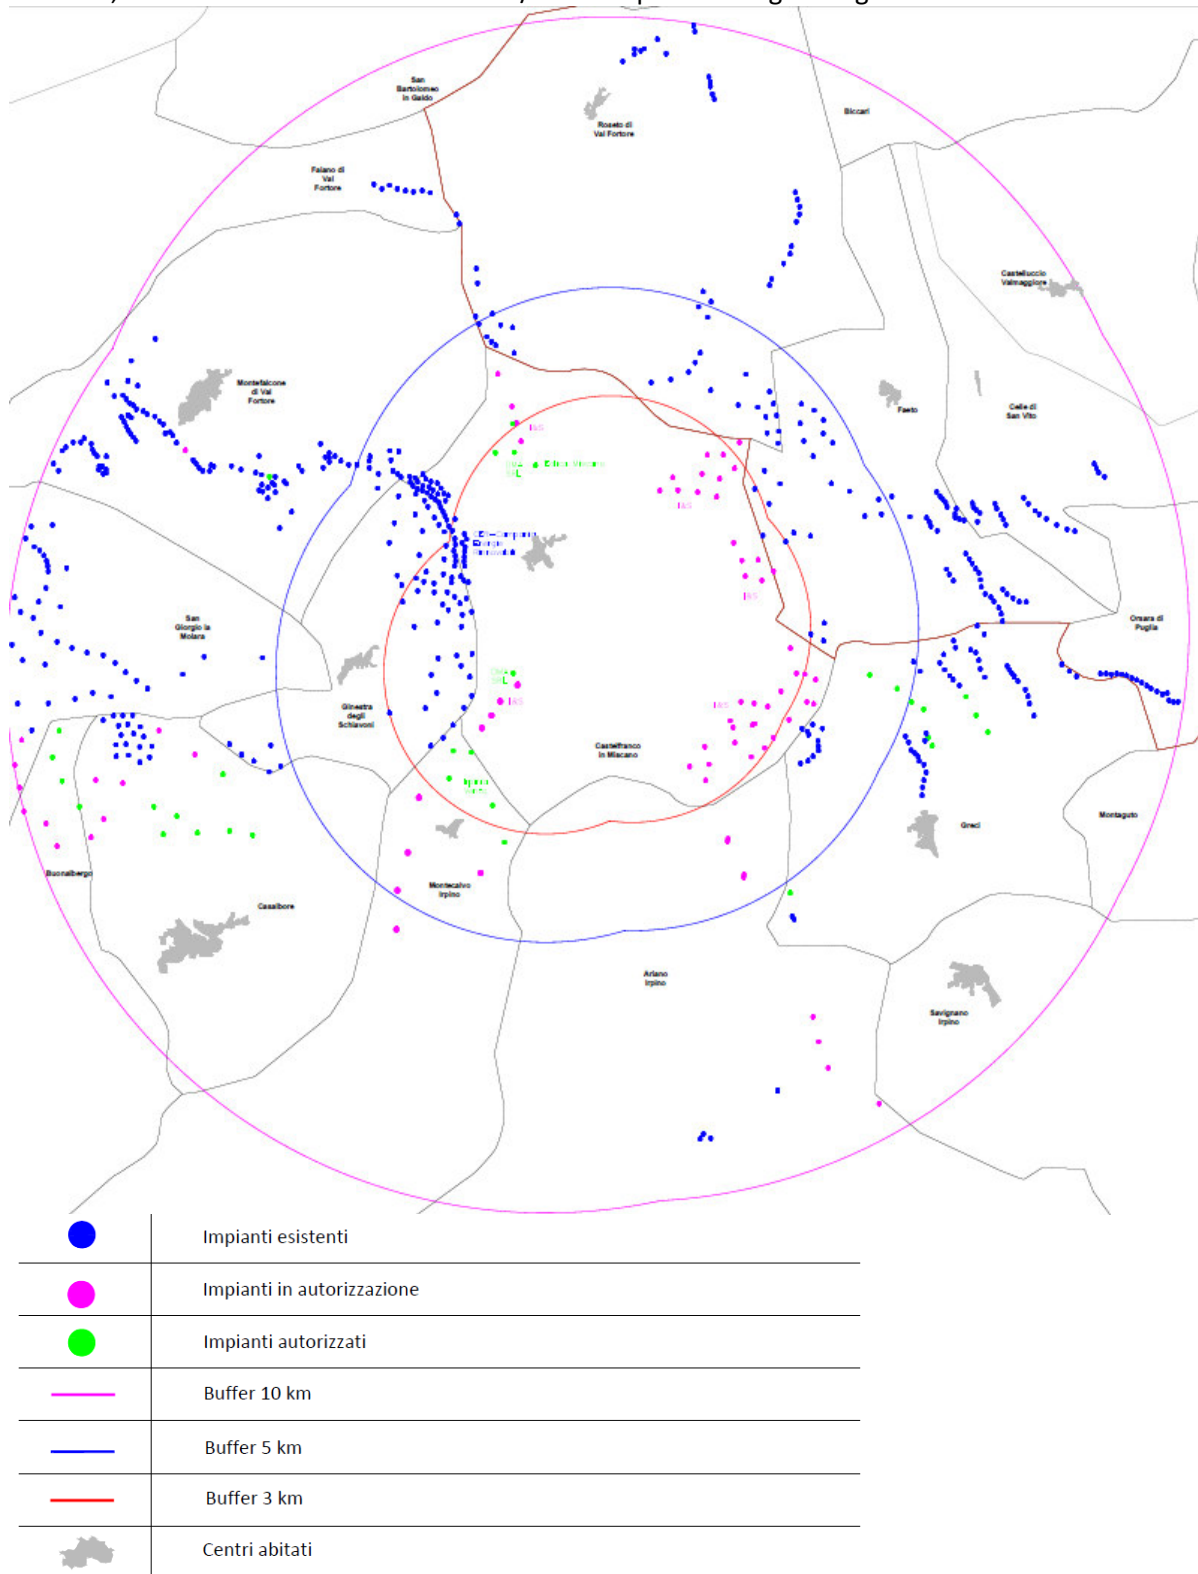 San
Bartolomeo
in Galdo
Roseto di
Val Fortore
Biccari
Faiano di
Val
Fortore
Castelluccio
Valmaggiore
Montefalcone
di Val
Fortore
Faeto
Celle di
San Vito
I&S
I&S
I&S
San
Giorgio la
Molara
Orsara di
Puglia
I&S
I&S
Ginestra
degli
Schiavoni
Castelfranco
in Miscano
Greci
Montaguto
Buonalbergo
Montecalvo
Irpino
Casalbore
Ariano
Irpino
Savignano
Irpino
Impianti esistenti
Impianti in autorizzazione
Impianti autorizzati
Buffer 10 km
Buffer 5 km
Buffer 3 km
Centri abitati